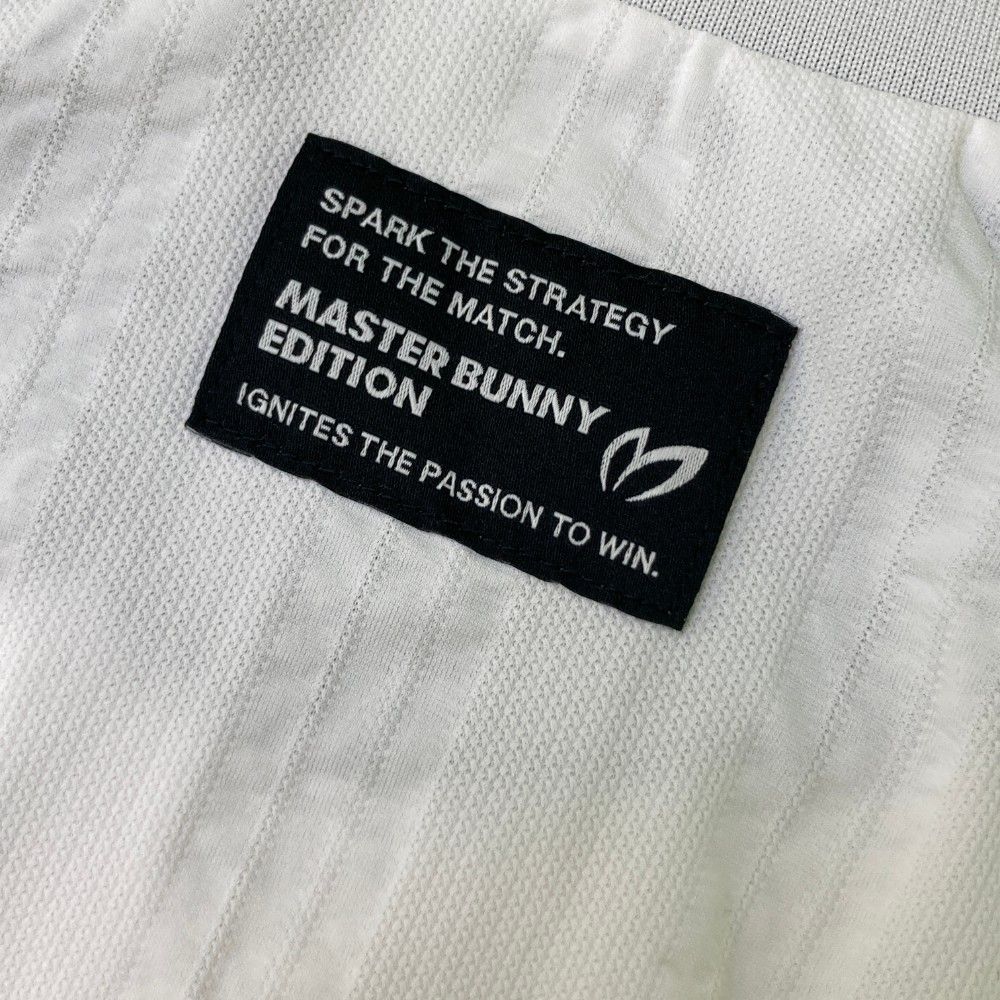 SPARK THE STRATEGY
FOR THE MATCH.
MASTER BUNNY
EDITION
IGNITES THE PASSION TO WIN.